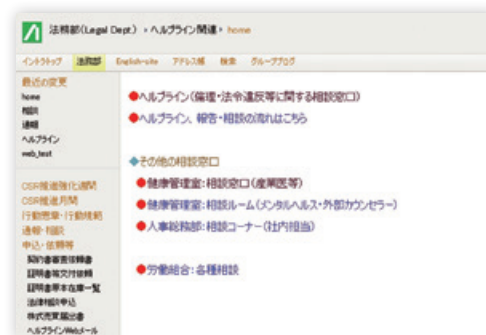 法務部(Legal Dept.) › ヘルプライン関連 › home
イントラトップ 法務部 English-site アドレス帳 検索 グループブログ
最近の変更
home
相談
通報
ヘルプライン
web_test
CSR推進強化週間
CSR推進月間
行動憲章・行動規範
通報・相談
申込・依頼等
契約書審査依頼書
証明書等交付依頼
証明書原本在庫一覧
法律相談申込
株式売買届出書
ヘルプラインWebメール
●ヘルプライン(倫理・法令違反等に関する相談窓口)
●ヘルプライン、報告・相談の流れはこちら
◆その他の相談窓口
●健康管理室:相談窓口(産業医等)
●健康管理室:相談ルーム(メンタルヘルス・外部カウンセラー)
●人事総務部:相談コーナー(社内担当)
●労働組合:各種相談